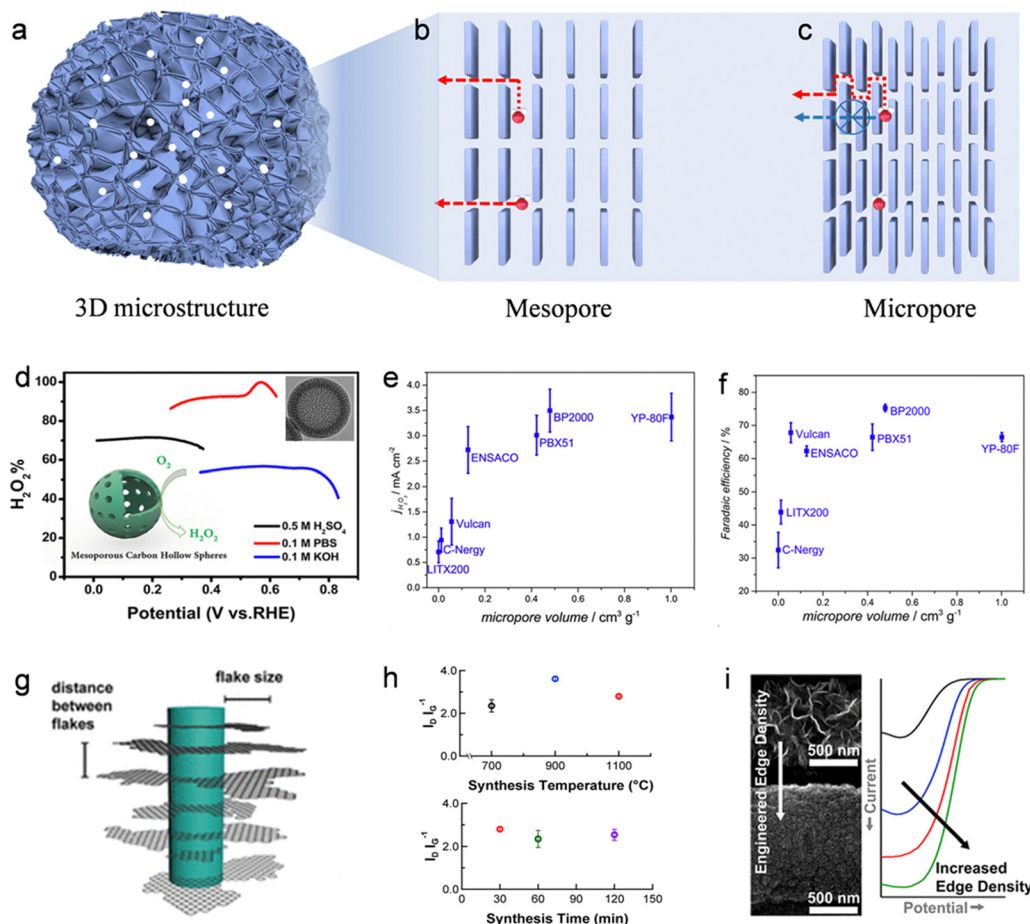 a
b
c
3D microstructure
Mesopore
Micropore
d
100
80
60
40
20
0
H2O2%
O2
H2O2
Mesoporous Carbon Hollow Spheres
0.5 M H2SO4
0.1 M PBS
0.1 M KOH
0.0 0.2 0.4 0.6 0.8
Potential (V vs.RHE)
e
4.0
3.5
3.0
2.5
2.0
1.5
1.0
0.5
0.0
jH2O2 / mA cm-2
BP2000
YP-80F
PBX51
ENSACO
Vulcan
C-Nergy
LITX200
0.0 0.2 0.4 0.6 0.8 1.0
micropore volume / cm3 g-1
f
90
80
70
60
50
40
30
20
Faradaic efficiency / %
BP2000
Vulcan
PBX51
ENSACO
YP-80F
LITX200
C-Nergy
0.0 0.2 0.4 0.6 0.8 1.0
micropore volume / cm3 g-1
g
flake size
distance
between
flakes
h
4.0
2.0
0.0
ID IG-1
700 900 1100
Synthesis Temperature (°C)
4.0
2.0
0.0
ID IG-1
0 30 60 90 120 150
Synthesis Time (min)
i
Engineered Edge Density
500 nm
500 nm
Current
Increased
Edge Density
Potential